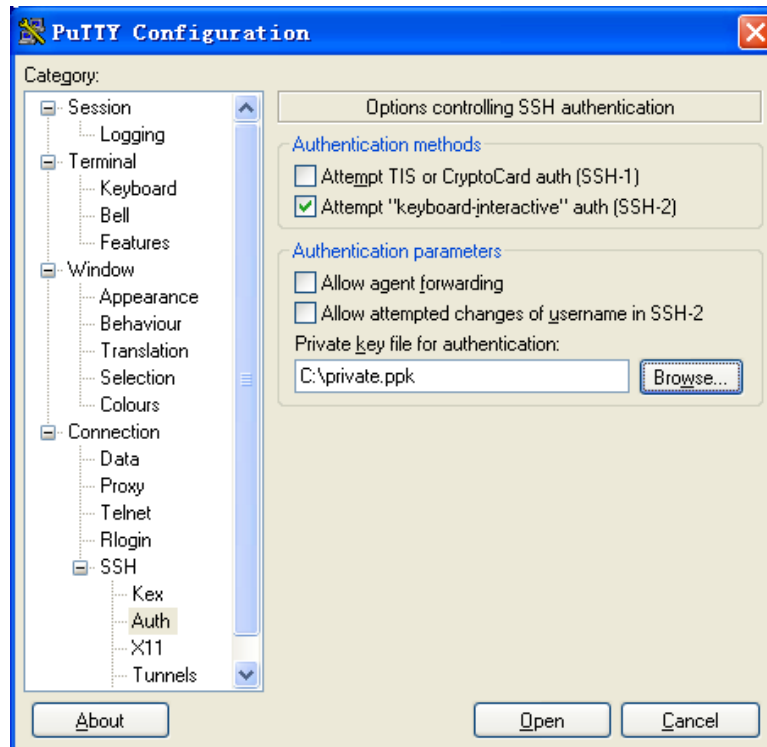 PuTTY Configuration
Category:
Session
Logging
Terminal
Keyboard
Bell
Features
Window
Appearance
Behaviour
Translation
Selection
Colours
Connection
Data
Proxy
Telnet
Rlogin
SSH
Kex
Auth
X11
Tunnels
Options controlling SSH authentication
Authentication methods
Attempt TIS or CryptoCard auth (SSH-1)
Attempt "keyboard-interactive" auth (SSH-2)
Authentication parameters
Allow agent forwarding
Allow attempted changes of username in SSH-2
Private key file for authentication:
C:\private.ppk
Browse...
About
Open
Cancel